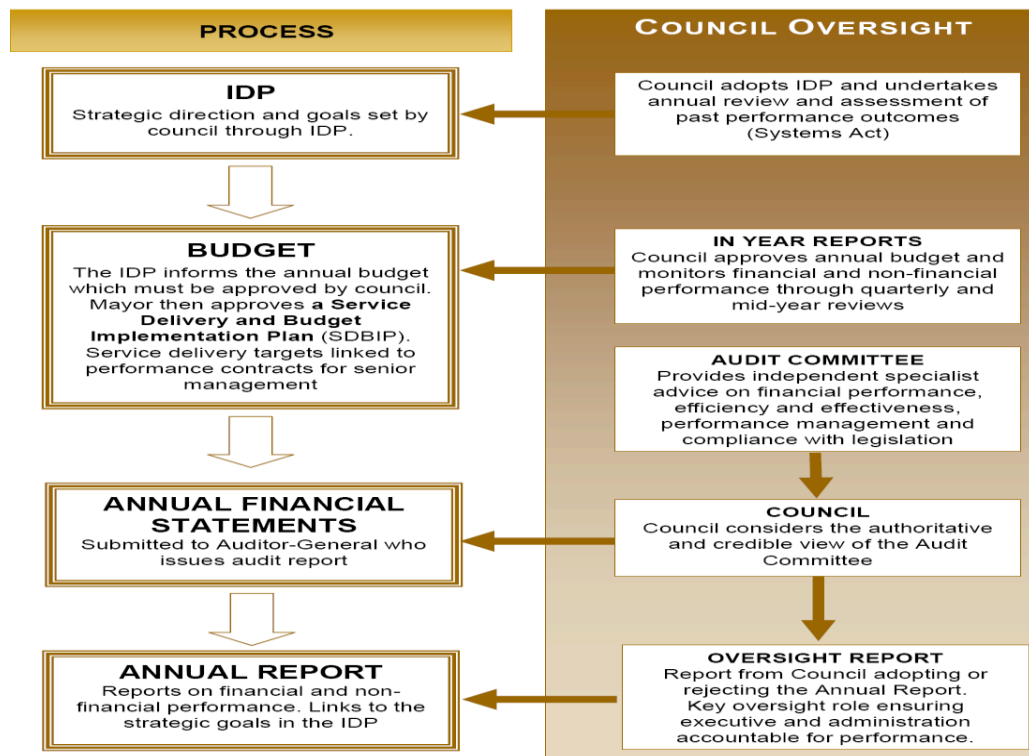 PROCESS
IDP
Strategic direction and goals set by
council through IDP.
BUDGET
The IDP informs the annual budget
which must be approved by council.
Mayor then approves a Service
Delivery and Budget
Implementation Plan (SDBIP).
Service delivery targets linked to
performance contracts for senior
management
ANNUAL FINANCIAL
STATEMENTS
Submitted to Auditor-General who
issues audit report
ANNUAL REPORT
Reports on financial and non-
financial performance. Links to
the strategic goals in the IDP
COUNCIL OVERSIGHT
Council adopts IDP and undertakes
annual review and assessment of
past performance outcomes
(Systems Act)
IN YEAR REPORTS
Council approves annual budget and
monitors financial and non-financial
performance through quarterly and
mid-year reviews
AUDIT COMMITTEE
Provides independent specialist
advice on financial performance,
efficiency and effectiveness,
performance management and
compliance with legislation
COUNCIL
Council considers the authoritative
and credible view of the Audit
Committee
OVERSIGHT REPORT
Report from Council adopting or
rejecting the Annual Report.
Key oversight role ensuring
executive and administration
accountable for performance.